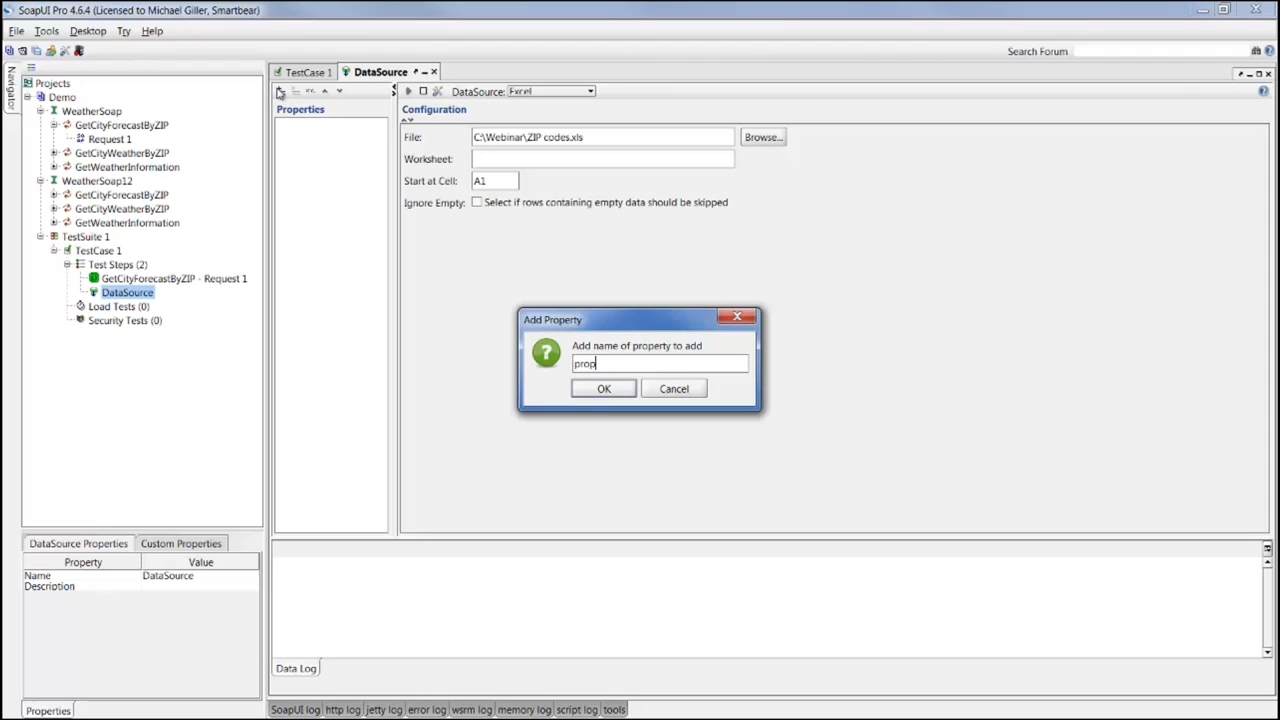 SoapUI Pro 4.6.4 (Licensed to Michael Giller, Smartbear)
File Tools Desktop Try Help
Search Forum
Navigator
TestCase 1 DataSource
DataSource: Excel
Projects
Demo
WeatherSoap
GetCityForecastByZIP
Request 1
GetCityWeatherByZIP
GetWeatherInformation
WeatherSoap12
GetCityForecastByZIP
GetCityWeatherByZIP
GetWeatherInformation
TestSuite 1
TestCase 1
Test Steps (2)
GetCityForecastByZIP - Request 1
DataSource
Load Tests (0)
Security Tests (0)
Properties
Configuration
File: C:\Webinar\ZIP codes.xls Browse...
Worksheet:
Start at Cell: A1
Ignore Empty: Select if rows containing empty data should be skipped
Add Property
Add name of property to add
prop
OK Cancel
DataSource Properties Custom Properties
Property Value
Name DataSource
Description
Data Log
Properties
SoapUI log http log jetty log error log wsrm log memory log script log tools